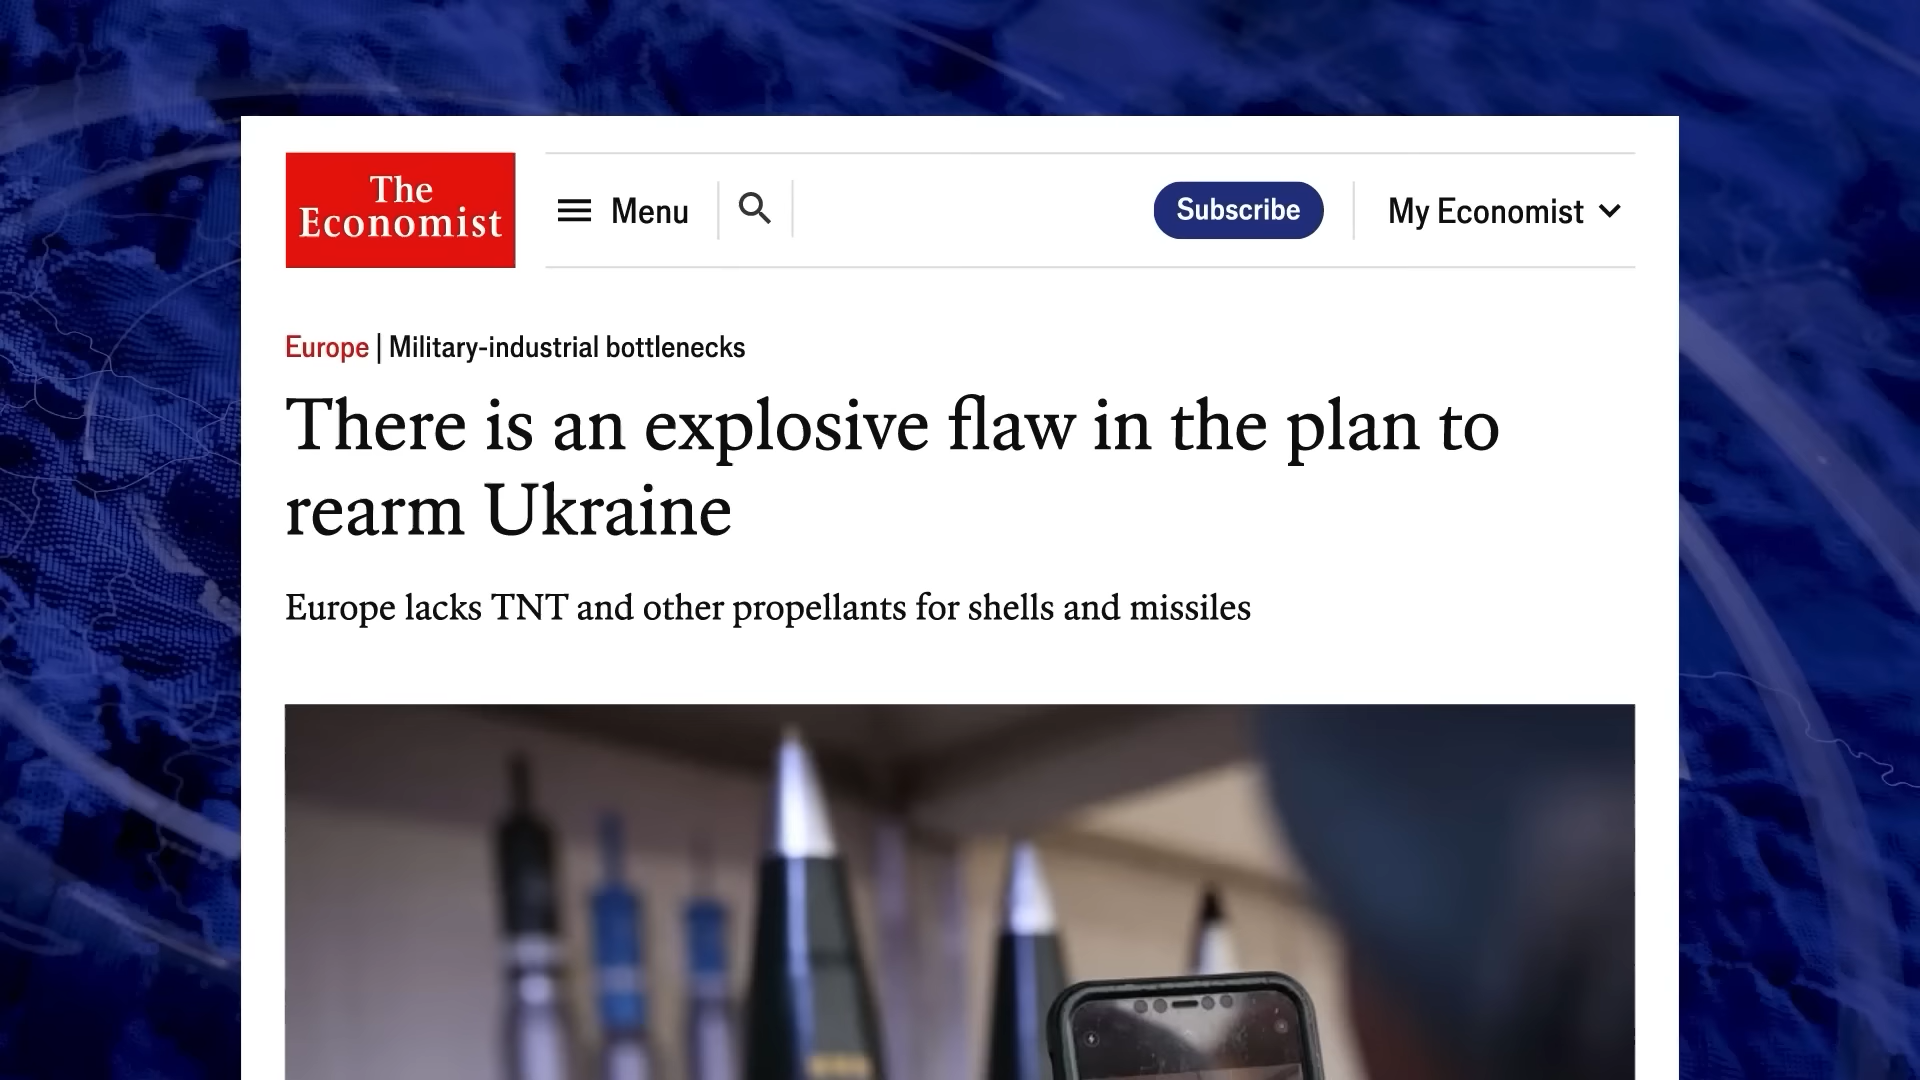 The
Economist
Menu
Subscribe
My Economist
Europe | Military-industrial bottlenecks
There is an explosive flaw in the plan to
rearm Ukraine
Europe lacks TNT and other propellants for shells and missiles